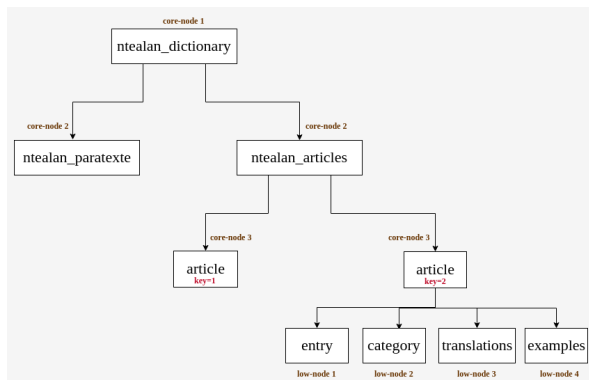 core-node 1
ntealan_dictionary
core-node 2
core-node 2
ntealan_paratexte
ntealan_articles
core-node 3
core-node 3
article
key=1
article
key=2
entry
category
translations
examples
low-node 1
low-node 2
low-node 3
low-node 4